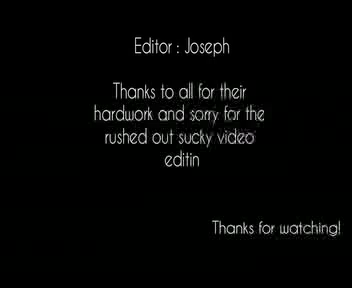 Editor : Joseph
Thanks to all for their
hardwork and sorry for the
rushed out sucky video
editin
Thanks for watching!